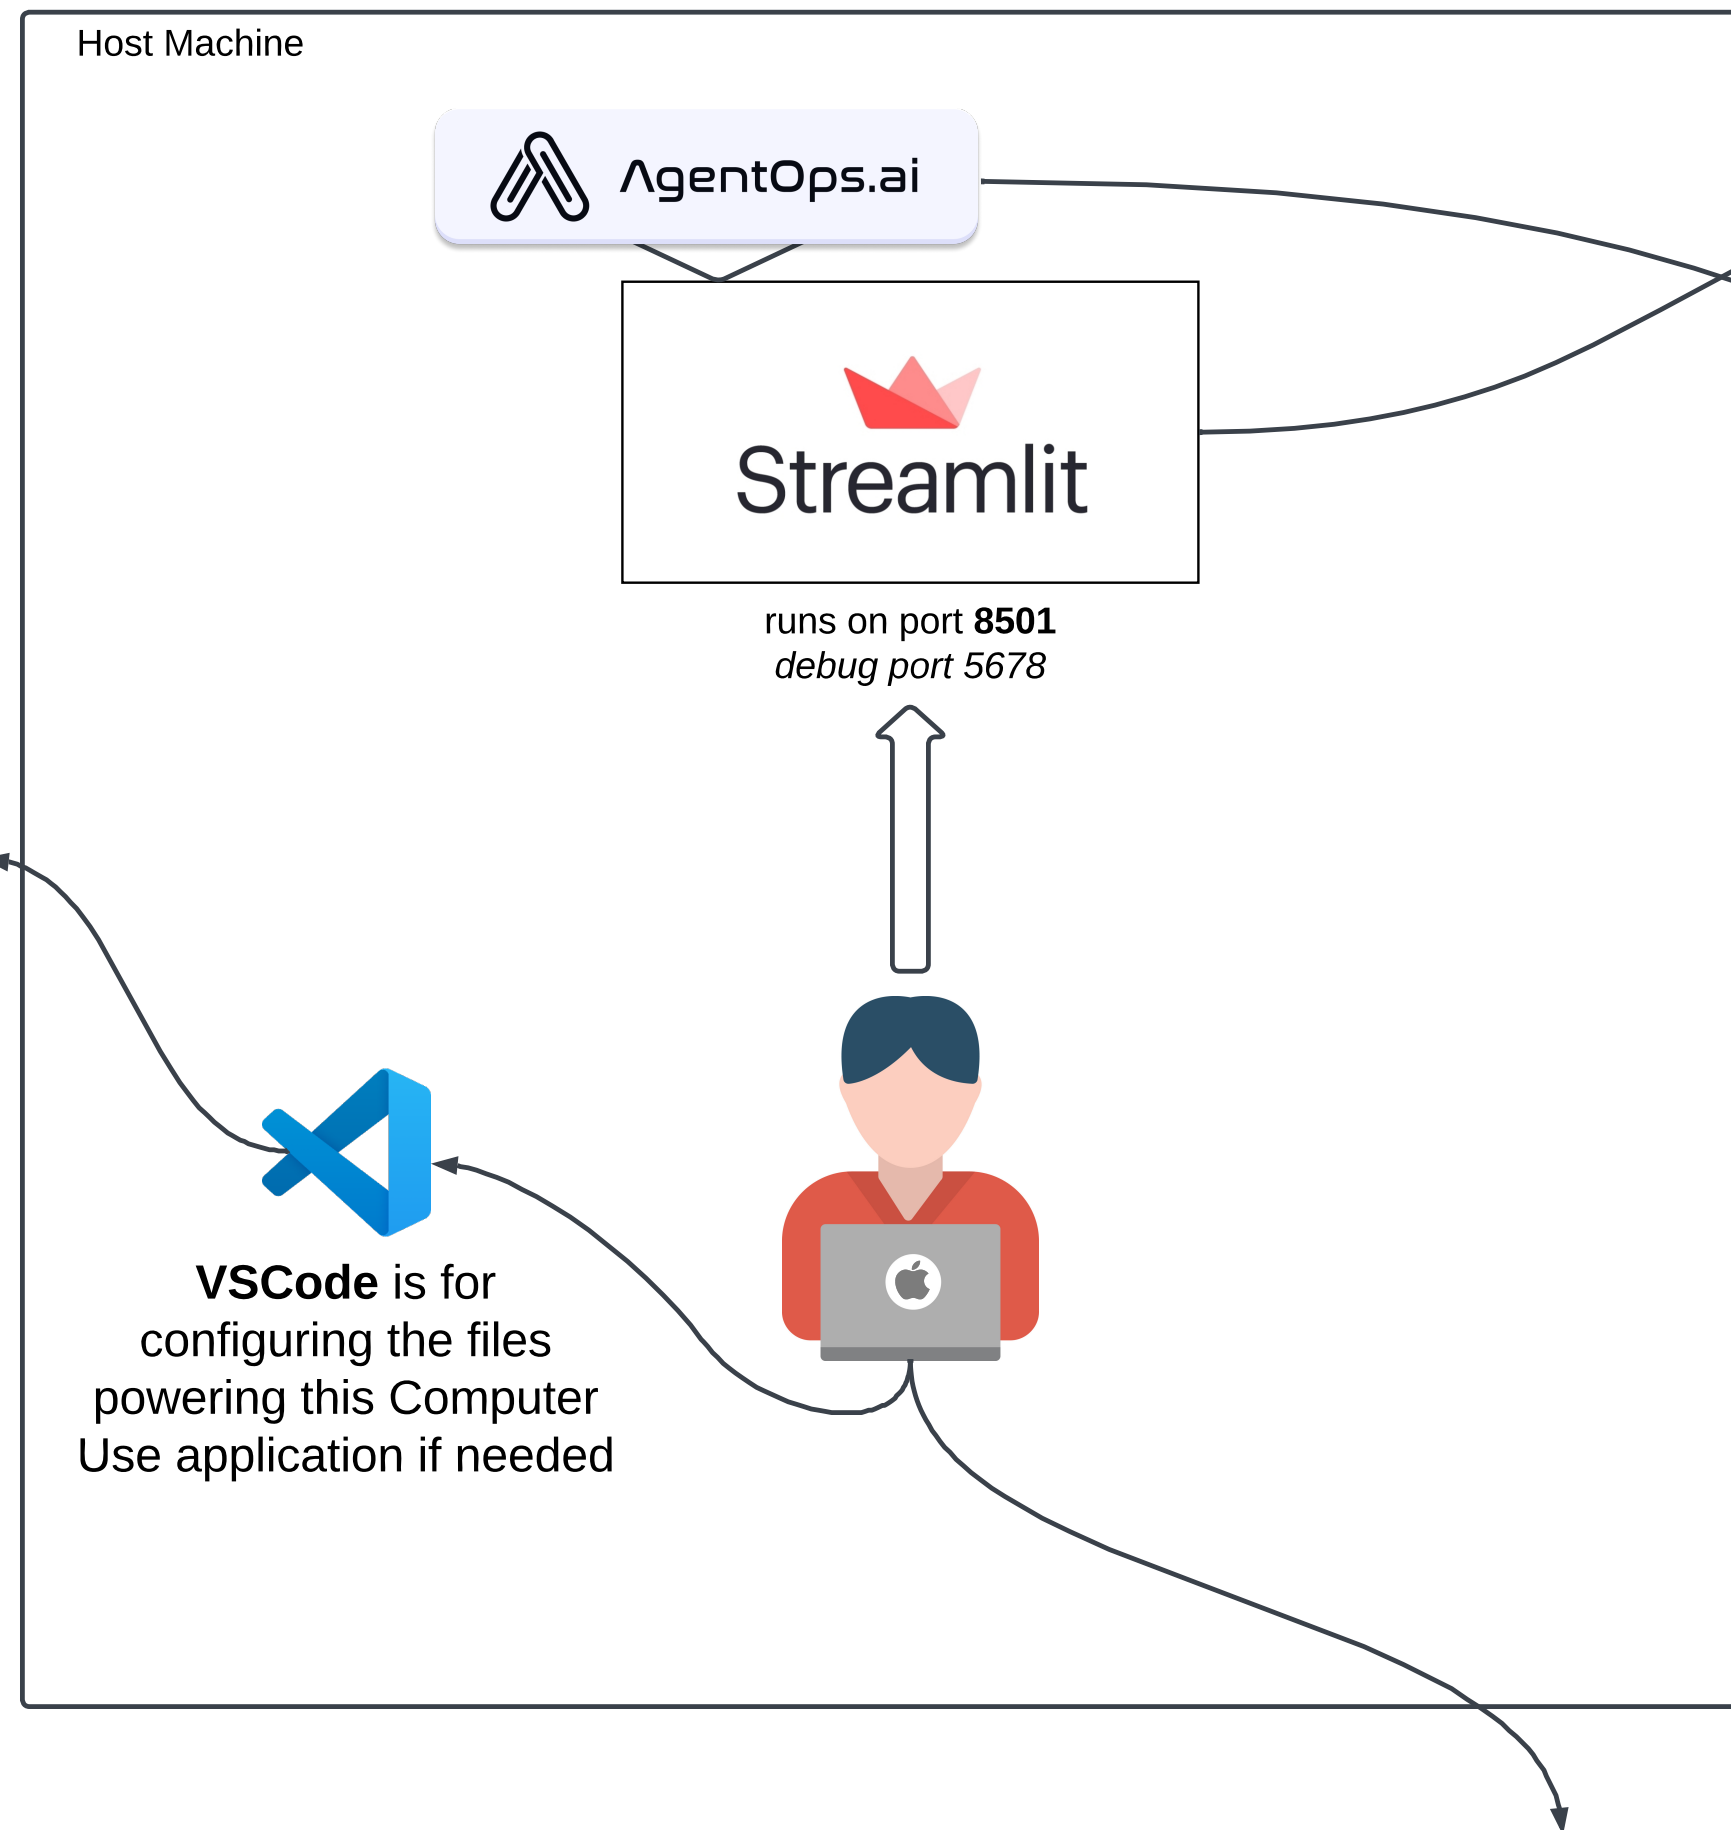 Host Machine
AgentOps.ai
Streamlit
runs on port 8501
debug port 5678
VSCode is for
configuring the files
powering this Computer
Use application if needed